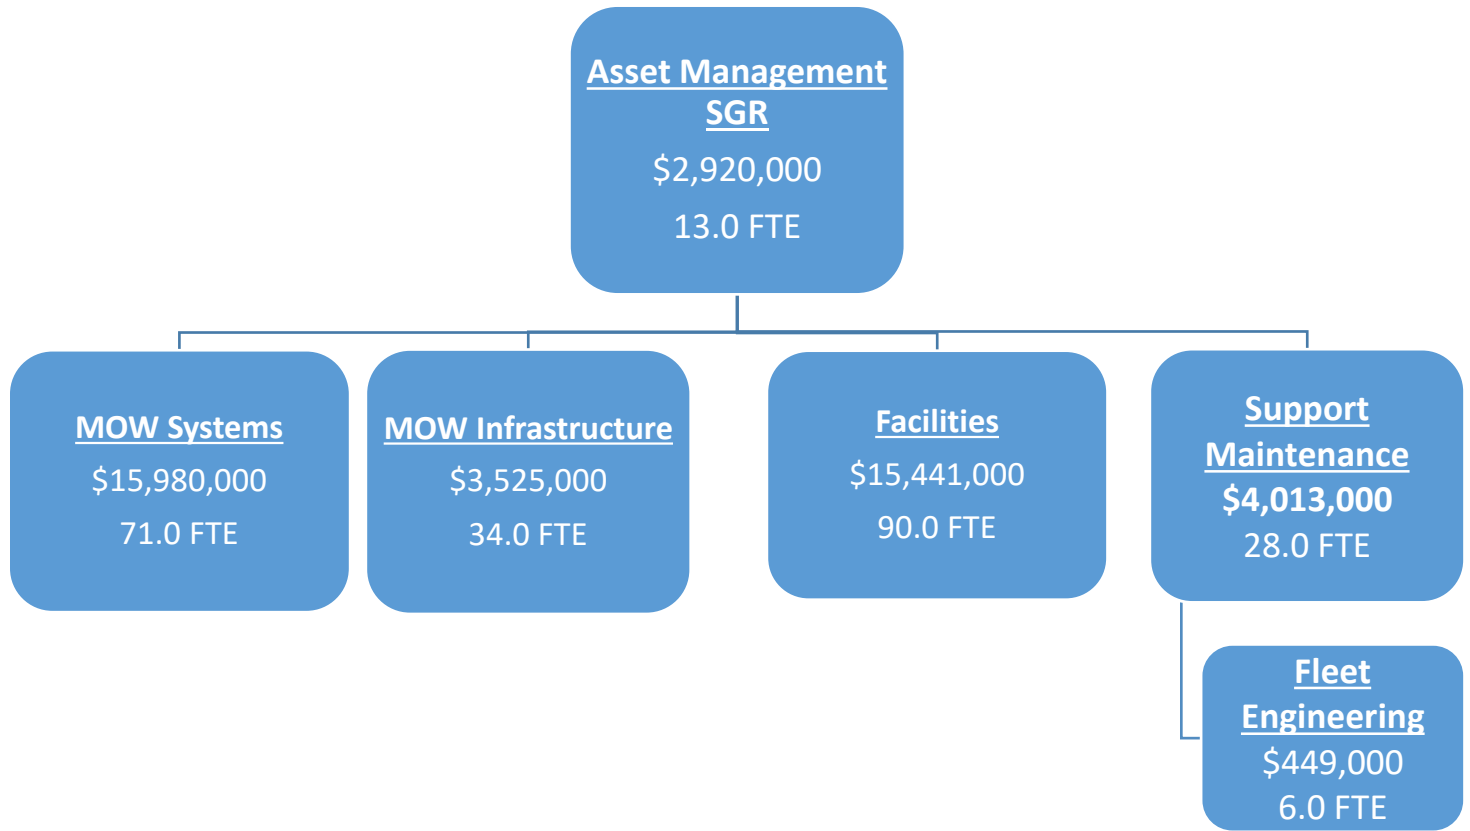 Asset Management
SGR
$2,920,000
13.0 FTE
MOW Systems
$15,980,000
71.0 FTE
MOW Infrastructure
$3,525,000
34.0 FTE
Facilities
$15,441,000
90.0 FTE
Support
Maintenance
$4,013,000
28.0 FTE
Fleet
Engineering
$449,000
6.0 FTE